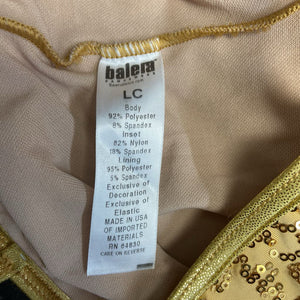 balera
DANCEWEAR
LC
Body
92% Polyester
8% Spandex
Inset
82% Nylon
18% Spandex
Lining
95% Polyester
5% Spandex
Exclusive of
Decoration
Exclusive of
Elastic
MADE IN USA
OF IMPORTED
MATERIALS
RN 64830
CARE ON REVERSE